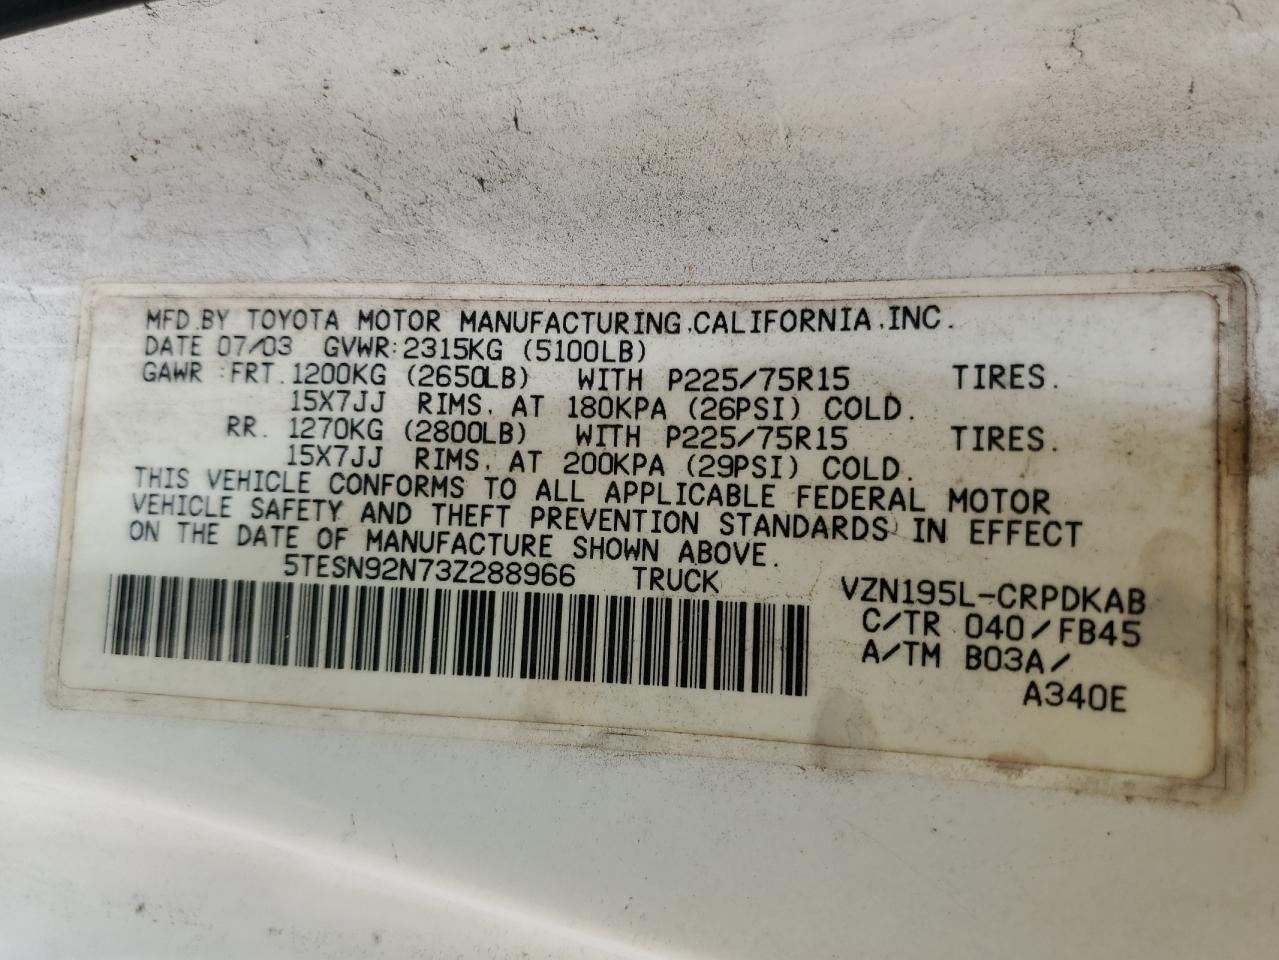 MFD.BY TOYOTA MOTOR MANUFACTURING,CALIFORNIA,INC.
DATE 07/03 GVWR:2315KG (5100LB)
GAWR :FRT.1200KG (2650LB) WITH P225/75R15 TIRES.
15X7JJ RIMS, AT 180KPA (26PSI) COLD.
RR. 1270KG (2800LB) WITH P225/75R15 TIRES.
15X7JJ RIMS, AT 200KPA (29PSI) COLD.
THIS VEHICLE CONFORMS TO ALL APPLICABLE FEDERAL MOTOR
VEHICLE SAFETY AND THEFT PREVENTION STANDARDS IN EFFECT
ON THE DATE OF MANUFACTURE SHOWN ABOVE.
5TESN92N73Z288966 TRUCK
VZN195L-CRPDKAB
C/TR 040/FB45
A/TM B03A/
A340E